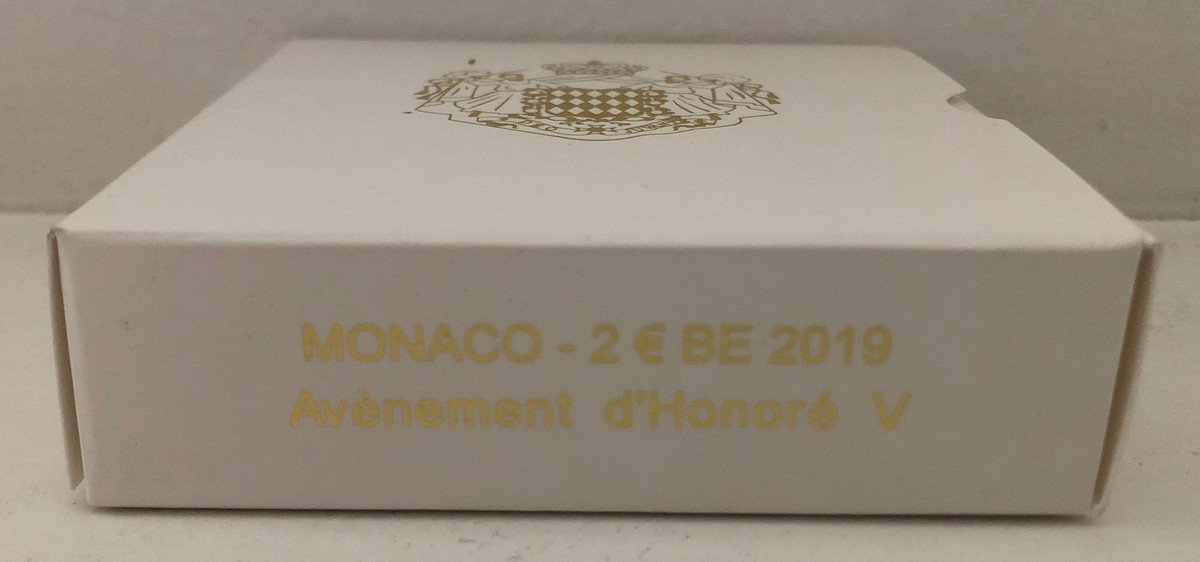 MONACO - 2 € BE 2019
Avènement d'Honoré V